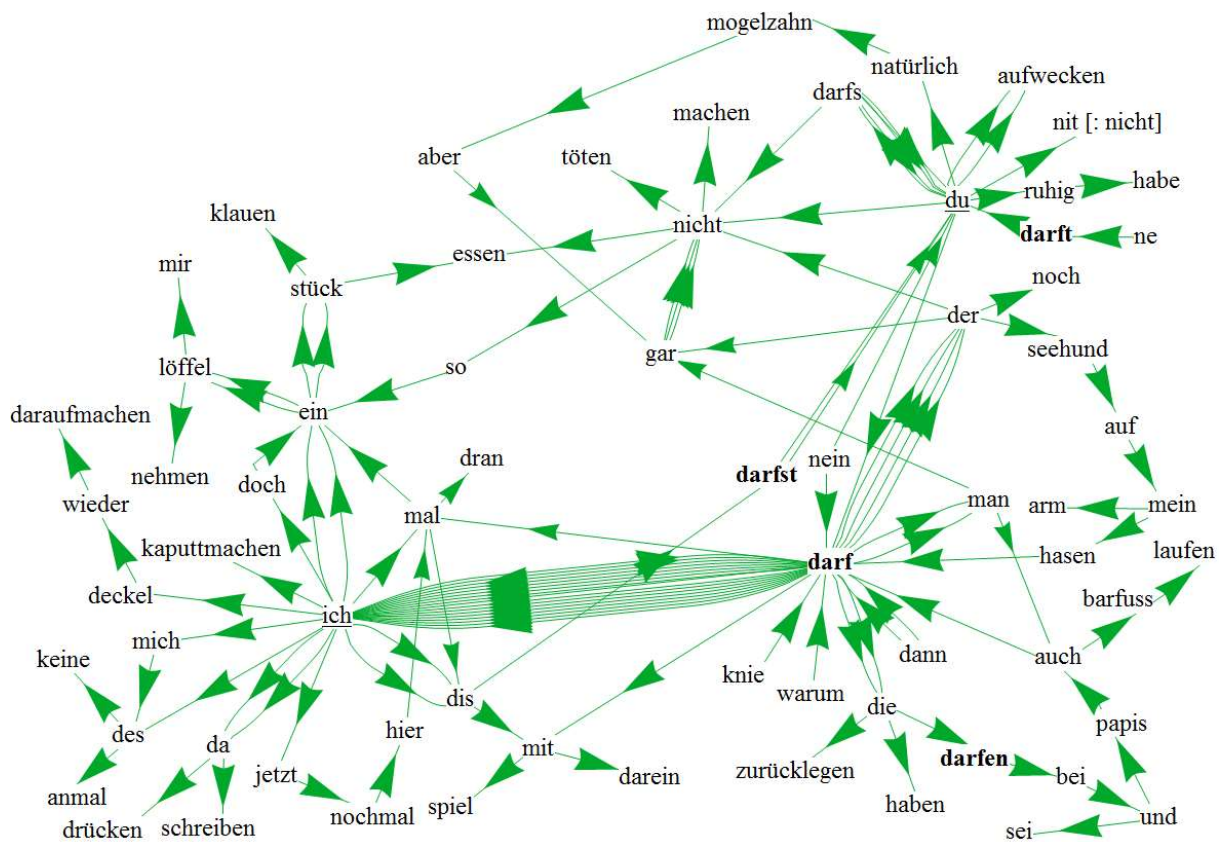 mogelzahn
natürlich
aufwecken
darfs
machen
nit [: nicht]
aber
töten
habe
ruhig
du
klauen
nicht
darft
ne
essen
mir
noch
stück
der
seehund
gar
löffel
so
daraufmachen
ein
auf
dran
nein
nehmen
doch
darfst
wieder
man
arm
mein
mal
kaputtmachen
hasen
laufen
darf
deckel
barfuss
ich
mich
keine
dann
auch
knie
warum
dis
die
hier
papis
des
da
mit
darfen
jetzt
zurücklegen
darein
bei
anmal
spiel
haben
nochmal
und
drücken
schreiben
sei